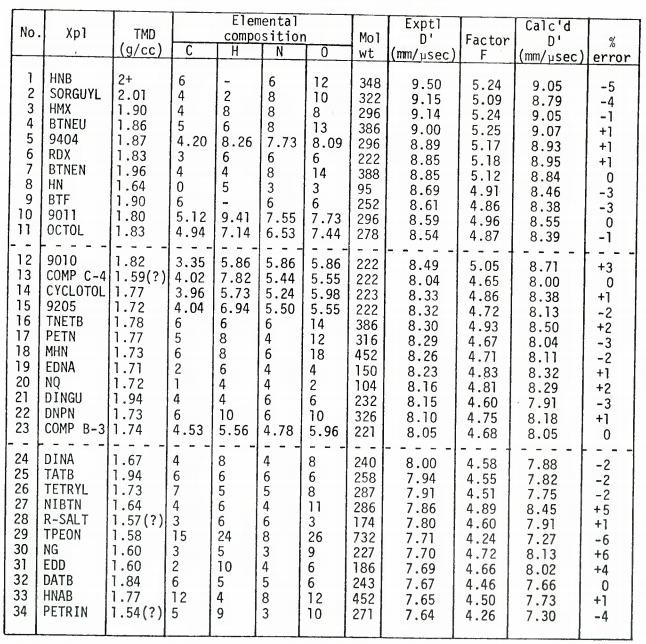 Elemental composition Exptl Calc'd
No. Xpl TMD (g/cc) C H N O Mol wt D' (mm/μsec) Factor F D' (mm/μsec) % error
1 HNB 2+ 6 - 6 12 348 9.50 5.24 9.05 -5
2 SORGUYL 2.01 4 2 8 10 322 9.15 5.09 8.79 -4
3 HMX 1.90 4 8 8 8 296 9.14 5.24 9.05 -1
4 BTNEU 1.86 5 6 8 13 386 9.00 5.25 9.07 +1
5 9404 1.87 4.20 8.26 7.73 8.09 296 8.89 5.17 8.93 +1
6 RDX 1.83 3 6 6 6 222 8.85 5.18 8.95 +1
7 BTNEN 1.96 4 4 8 14 388 8.85 5.12 8.84 0
8 HN 1.64 0 5 3 3 95 8.69 4.91 8.46 -3
9 BTF 1.90 6 - 6 6 252 8.61 4.86 8.38 -3
10 9011 1.80 5.12 9.41 7.55 7.73 296 8.59 4.96 8.55 0
11 OCTOL 1.83 4.94 7.14 6.53 7.44 278 8.54 4.87 8.39 -1
12 9010 1.82 3.35 5.86 5.86 5.86 222 8.49 5.05 8.71 +3
13 COMP C-4 1.59(?) 4.02 7.82 5.44 5.55 222 8.04 4.65 8.00 0
14 CYCLOTOL 1.77 3.96 5.73 5.24 5.98 223 8.33 4.86 8.38 +1
15 9205 1.72 4.04 6.94 5.50 5.55 222 8.32 4.72 8.13 -2
16 TNETB 1.78 6 6 6 14 386 8.30 4.93 8.50 +2
17 PETN 1.77 5 8 4 12 316 8.29 4.67 8.04 -3
18 MHN 1.73 6 8 6 18 452 8.26 4.71 8.11 -2
19 EDNA 1.71 2 6 4 4 150 8.23 4.83 8.32 +1
20 NQ 1.72 1 4 4 2 104 8.16 4.81 8.29 +2
21 DINGU 1.94 4 4 6 6 232 8.15 4.60 7.91 -3
22 DNPN 1.73 6 10 6 10 326 8.10 4.75 8.18 +1
23 COMP B-3 1.74 4.53 5.56 4.78 5.96 221 8.05 4.68 8.05 0
24 DINA 1.67 4 8 4 8 240 8.00 4.58 7.88 -2
25 TATB 1.94 6 6 6 6 258 7.94 4.55 7.82 -2
26 TETRYL 1.73 7 5 5 8 287 7.91 4.51 7.75 -2
27 NIBTN 1.64 4 6 4 11 286 7.86 4.89 8.45 +5
28 R-SALT 1.57(?) 3 6 6 3 174 7.80 4.60 7.91 +1
29 TPEON 1.58 15 24 8 26 732 7.71 4.24 7.27 -6
30 NG 1.60 3 5 3 9 227 7.70 4.72 8.13 +6
31 EDD 1.60 2 10 4 6 186 7.69 4.66 8.02 +4
32 DATB 1.84 6 5 5 6 243 7.67 4.46 7.66 0
33 HNAB 1.77 12 4 8 12 452 7.65 4.50 7.73 +1
34 PETRIN 1.54(?) 5 9 3 10 271 7.64 4.26 7.30 -4